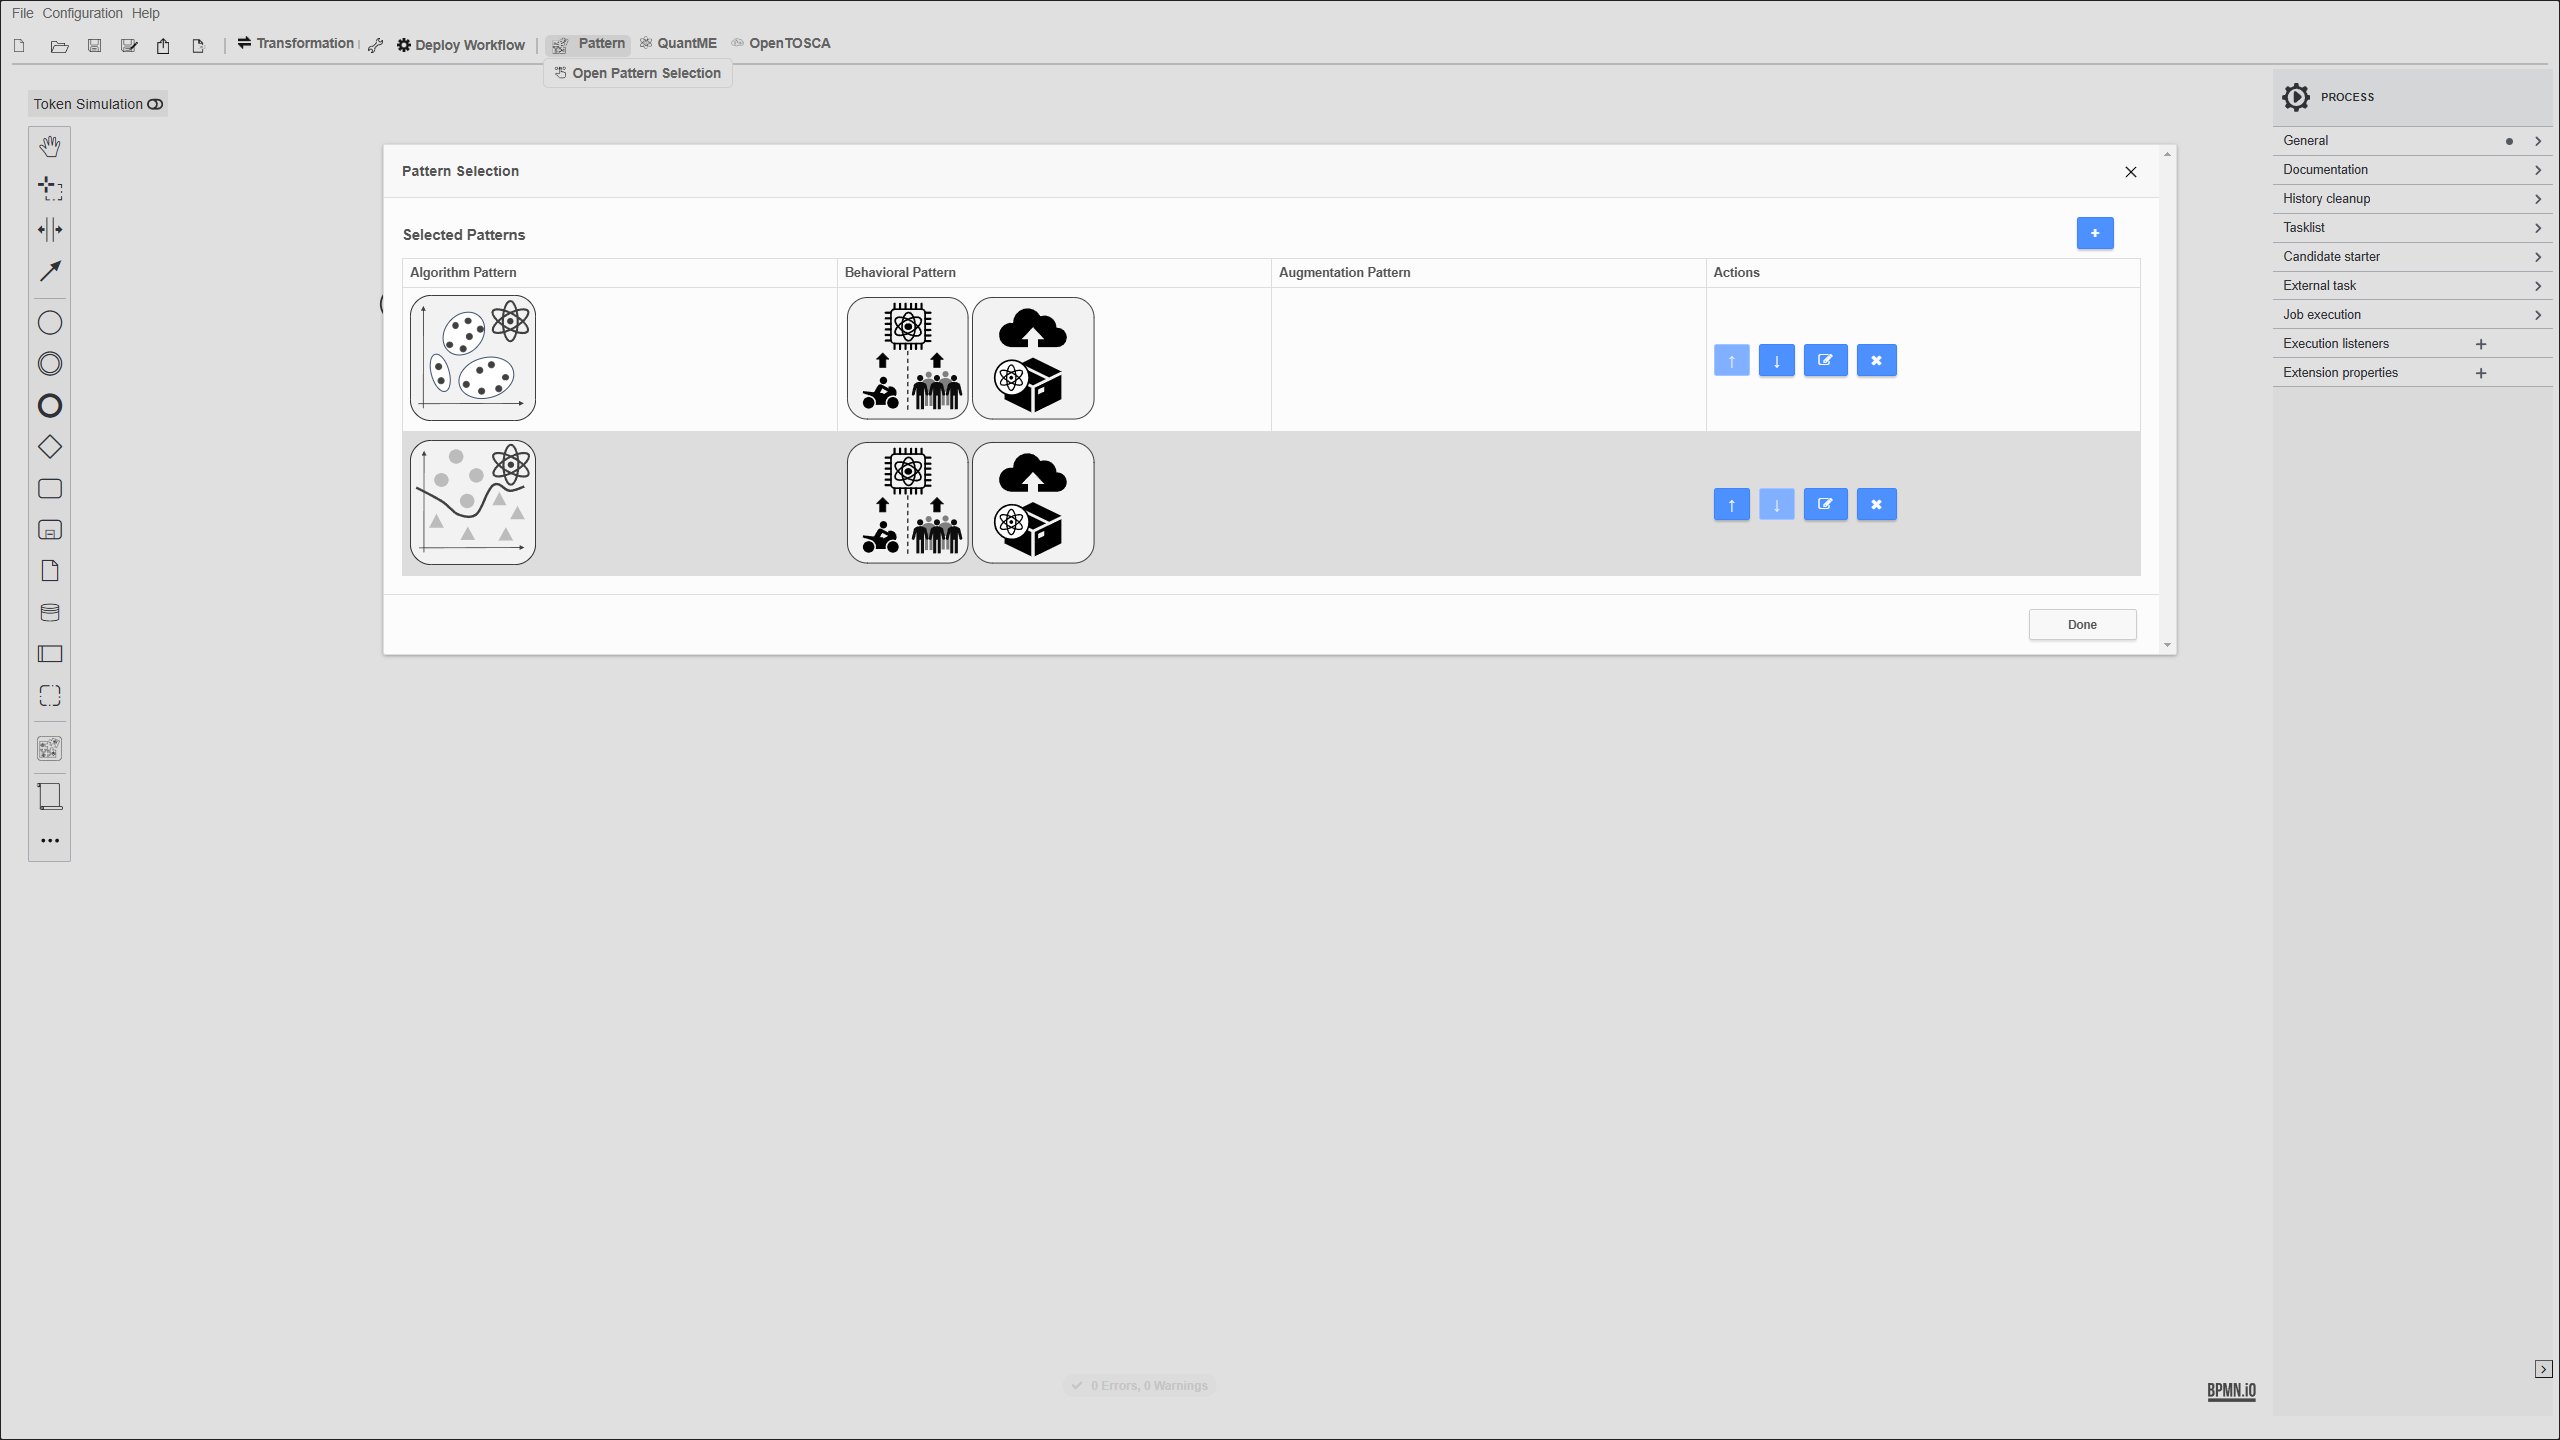 File Configuration Help
Transformation Deploy Workflow Pattern QuantME OpenTOSCA
Open Pattern Selection
Token Simulation
PROCESS
General
Documentation
History cleanup
Tasklist
Candidate starter
External task
Job execution
Execution listeners
Extension properties
Pattern Selection
Selected Patterns
Algorithm Pattern Behavioral Pattern Augmentation Pattern Actions
Done
0 Errors, 0 Warnings
BPMN.iO